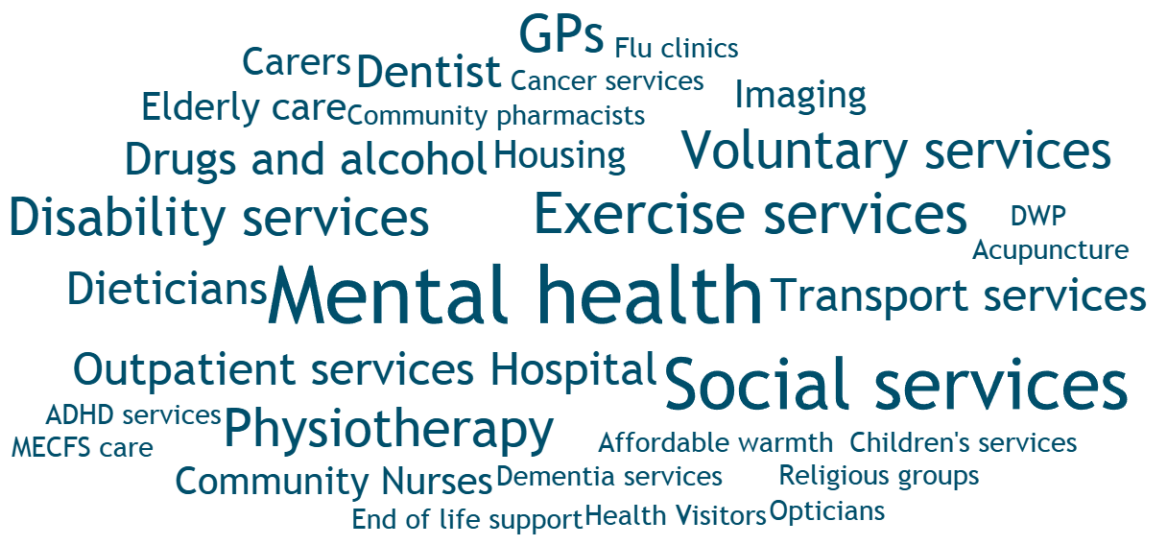 GPs Flu clinics
Carers Dentist Cancer services Imaging
Elderly care Community pharmacists
Drugs and alcohol Housing Voluntary services
Disability services Exercise services DWP
Acupuncture
Dieticians Mental health Transport services
Outpatient services Hospital Social services
ADHD services Physiotherapy
MECFS care Affordable warmth Children's services
Community Nurses Dementia services Religious groups
End of life support Health Visitors Opticians